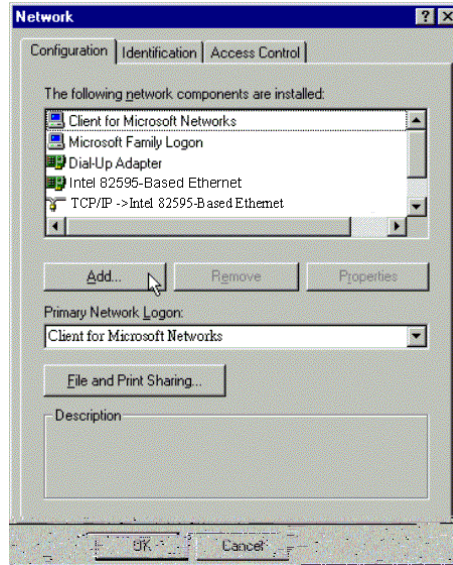 Network
Configuration Identification Access Control
The following network components are installed:
Client for Microsoft Networks
Microsoft Family Logon
Dial-Up Adapter
Intel 82595-Based Ethernet
TCP/IP ->Intel 82595-Based Ethernet
Add... Remove Properties
Primary Network Logon:
Client for Microsoft Networks
File and Print Sharing...
Description
OK Cancel